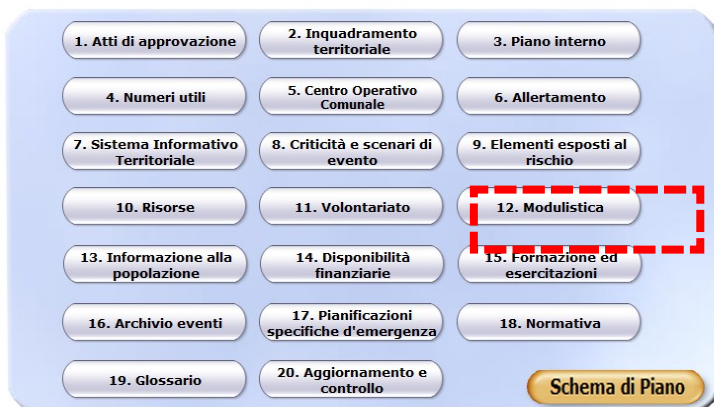 1. Atti di approvazione
2. Inquadramento
territoriale
3. Piano interno
4. Numeri utili
5. Centro Operativo
Comunale
6. Allertamento
7. Sistema Informativo
Territoriale
8. Criticità e scenari di
evento
9. Elementi esposti al
rischio
10. Risorse
11. Volontariato
12. Modulistica
13. Informazione alla
popolazione
14. Disponibilità
finanziarie
15. Formazione ed
esercitazioni
16. Archivio eventi
17. Pianificazioni
specifiche d'emergenza
18. Normativa
19. Glossario
20. Aggiornamento e
controllo
Schema di Piano